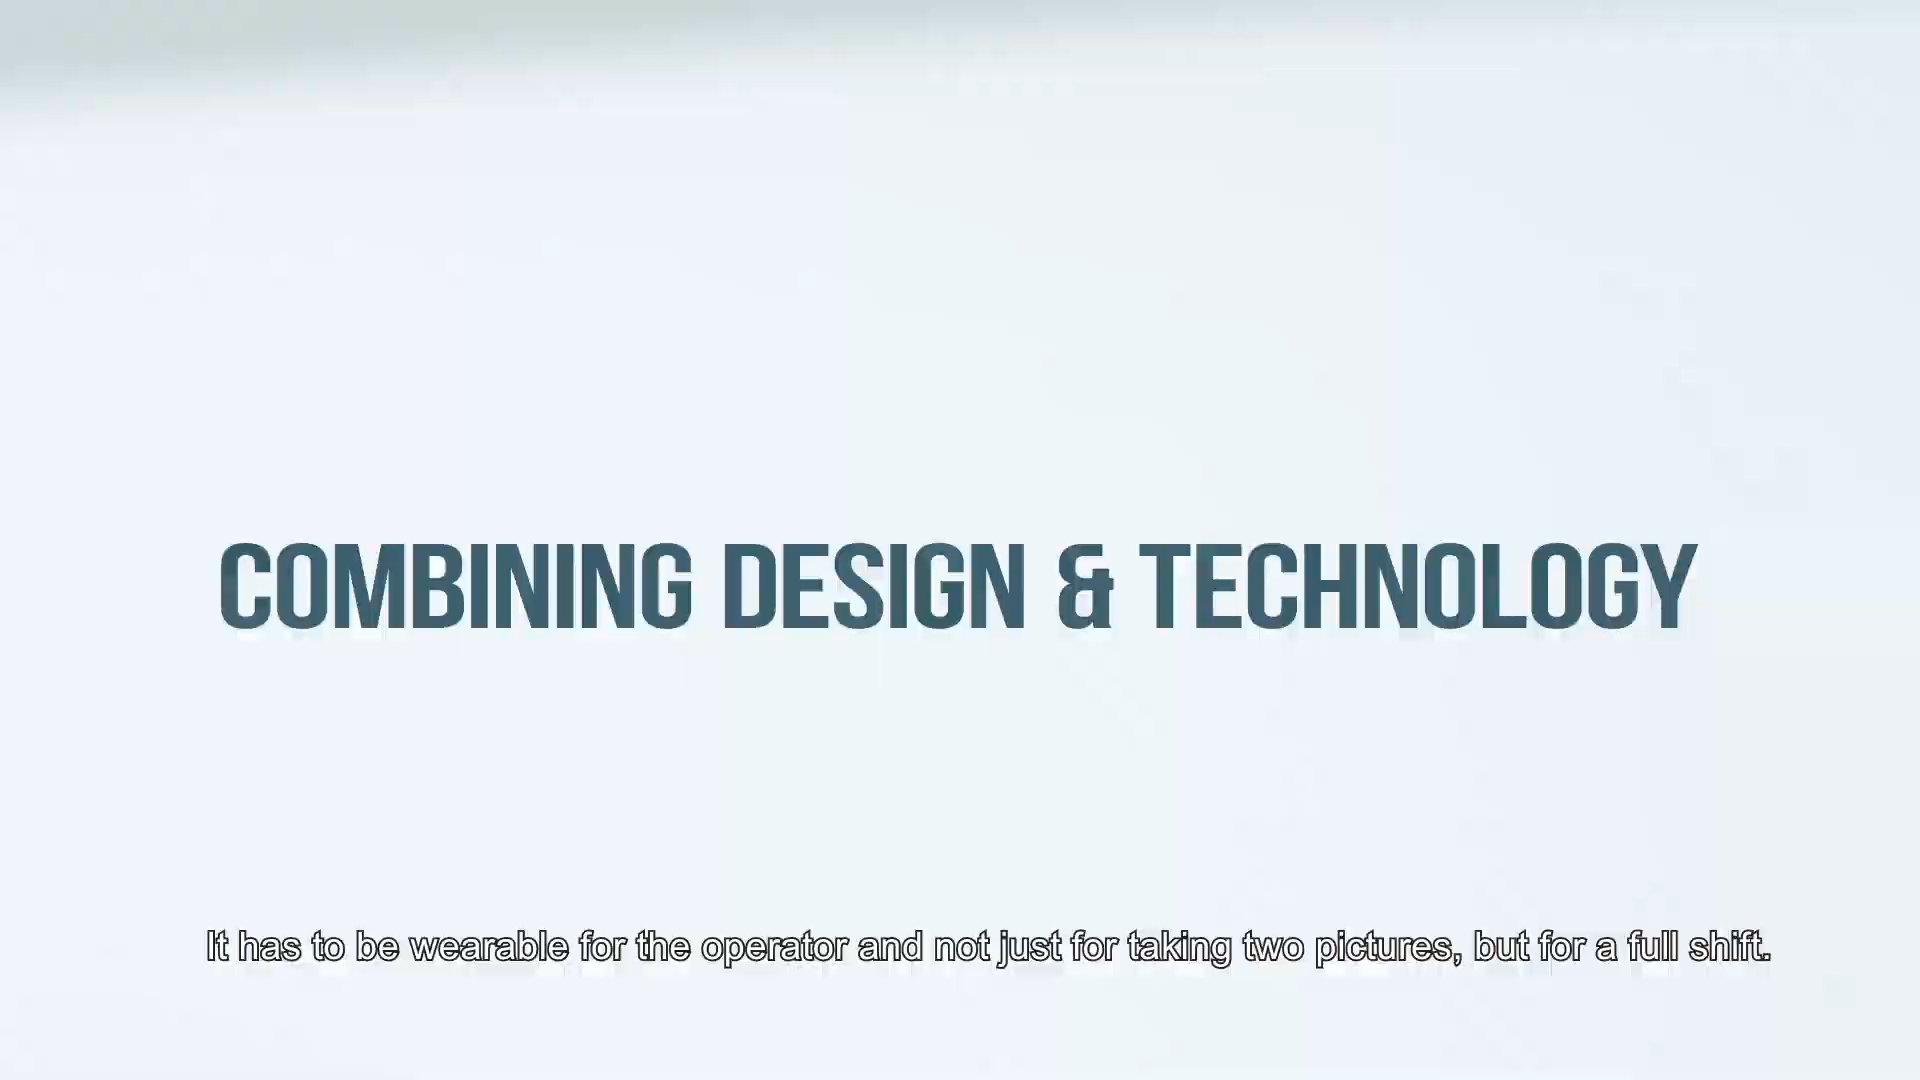 COMBINING DESIGN & TECHNOLOGY
It has to be wearable for the operator and not just for taking two pictures, but for a full shift.